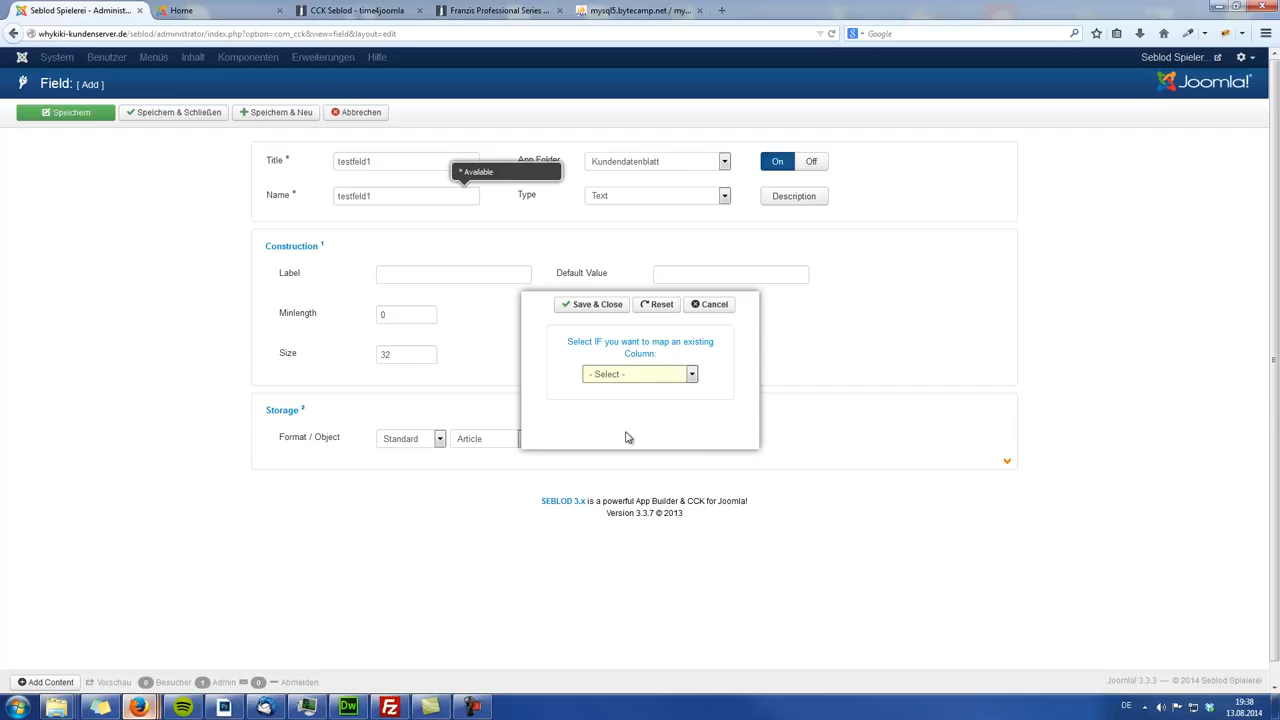 Seblod Spielerei - Administ... Home CCK Seblod - time4joomla Franzis Professional Series ... mysql5.bytecamp.net / my...
whykiki-kundenserver.de/seblod/administrator/index.php?option=com_cck&view=field&layout=edit
Google
System Benutzer Menüs Inhalt Komponenten Erweiterungen Hilfe Seblod Spieler...
Field: [ Add ] Joomla!
Speichern Speichern & Schließen Speichern & Neu Abbrechen
Title * testfeld1 App Folder Kundendatenblatt On Off
* Available
Name * testfeld1 Type Text Description
Construction 1
Label Default Value
Save & Close Reset Cancel
Minlength 0
Select IF you want to map an existing
Column:
Size 32
- Select -
Storage 2
Format / Object Standard Article
SEBLOD 3.x is a powerful App Builder & CCK for Joomla!
Version 3.3.7 © 2013
Add Content Vorschau 0 Besucher 1 Admin 0 Abmelden Joomla! 3.3.3 — © 2014 Seblod Spielerei
Dw FZ DE 19:38
13.08.2014